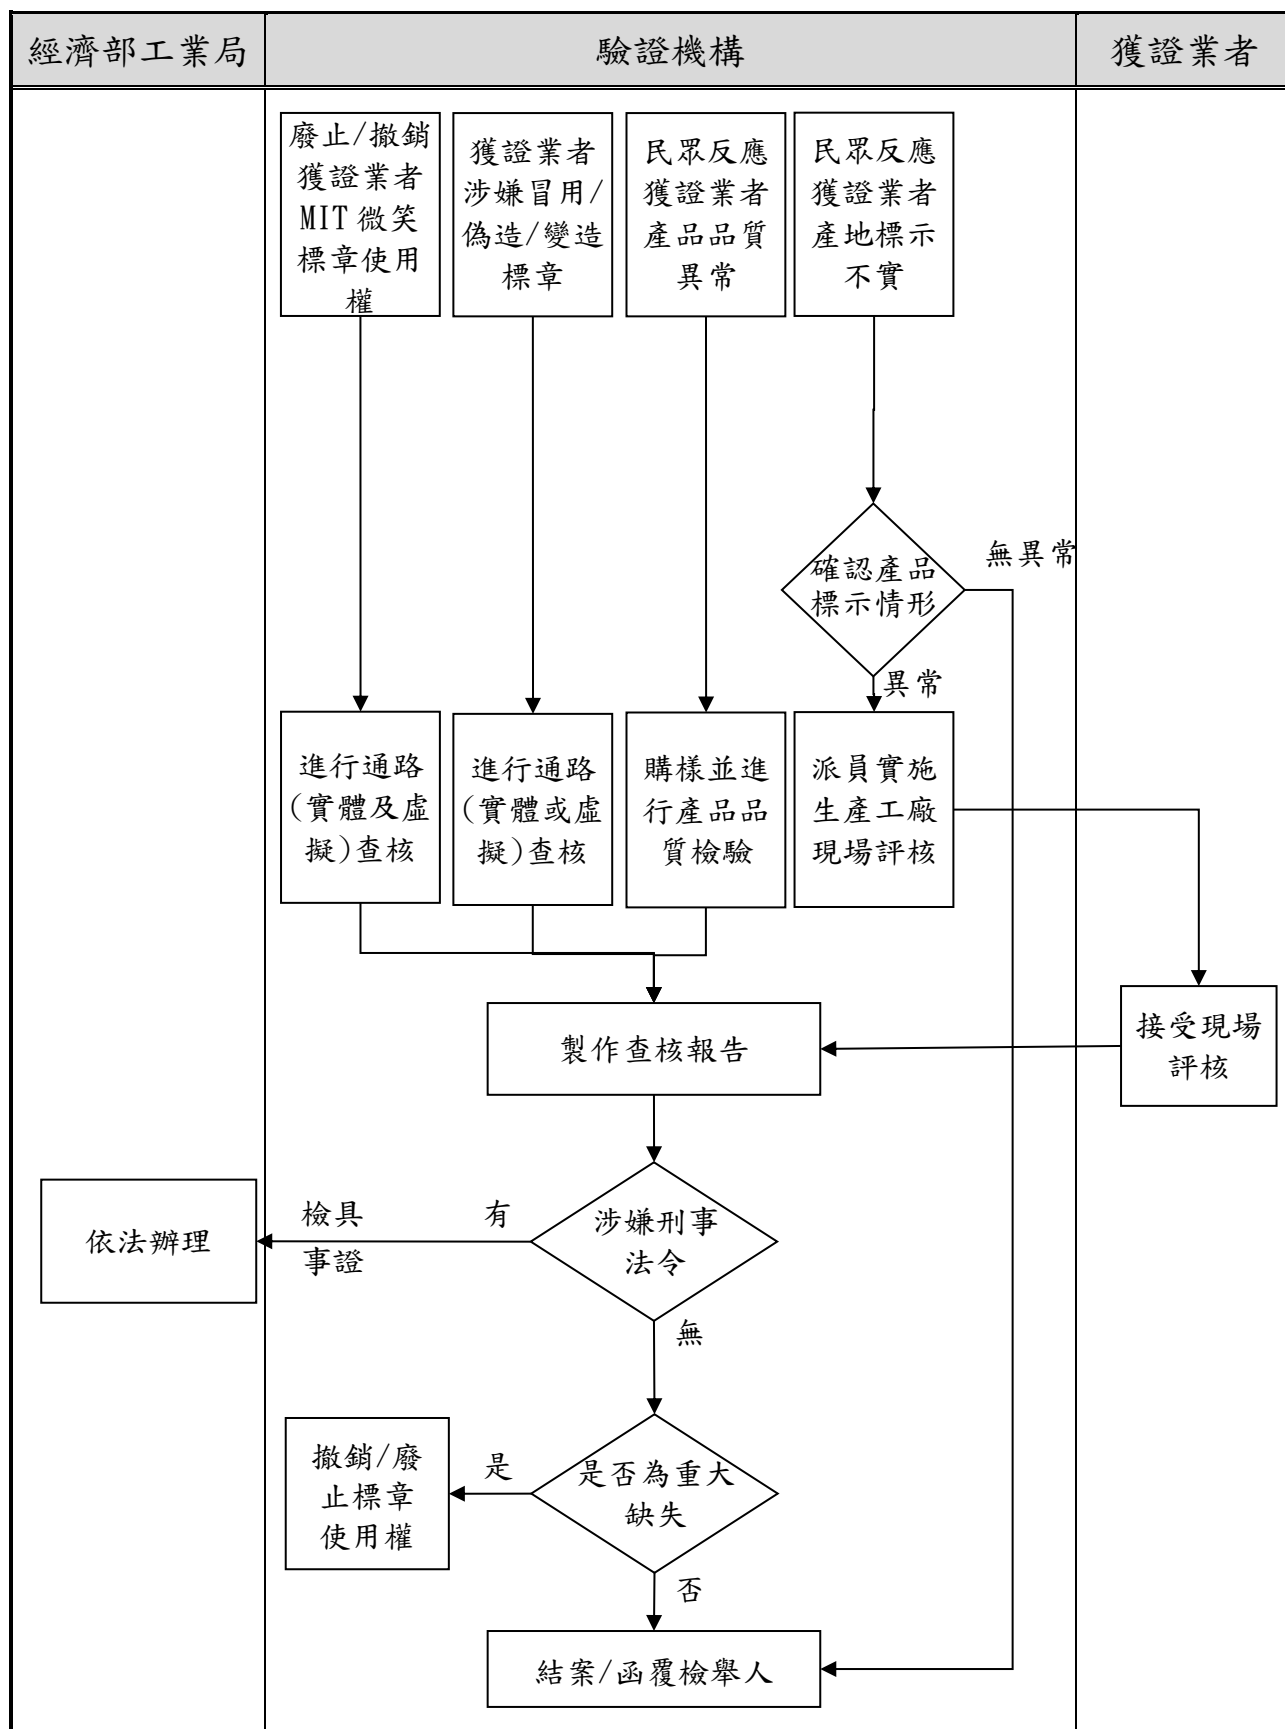 經濟部工業局
驗證機構
獲證業者
廢止/撤銷
獲證業者
MIT 微笑
標章使用
權
獲證業者
涉嫌冒用/
偽造/變造
標章
民眾反應
獲證業者
產品品質
異常
民眾反應
獲證業者
產地標示
不實
確認產品
標示情形
無異常
異常
進行通路
(實體及虛
擬)查核
進行通路
(實體或虛
擬)查核
購樣並進
行產品品
質檢驗
派員實施
生產工廠
現場評核
製作查核報告
接受現場
評核
依法辦理
檢具
事證
有
涉嫌刑事
法令
無
撤銷/廢
止標章
使用權
是
是否為重大
缺失
否
結案/函覆檢舉人